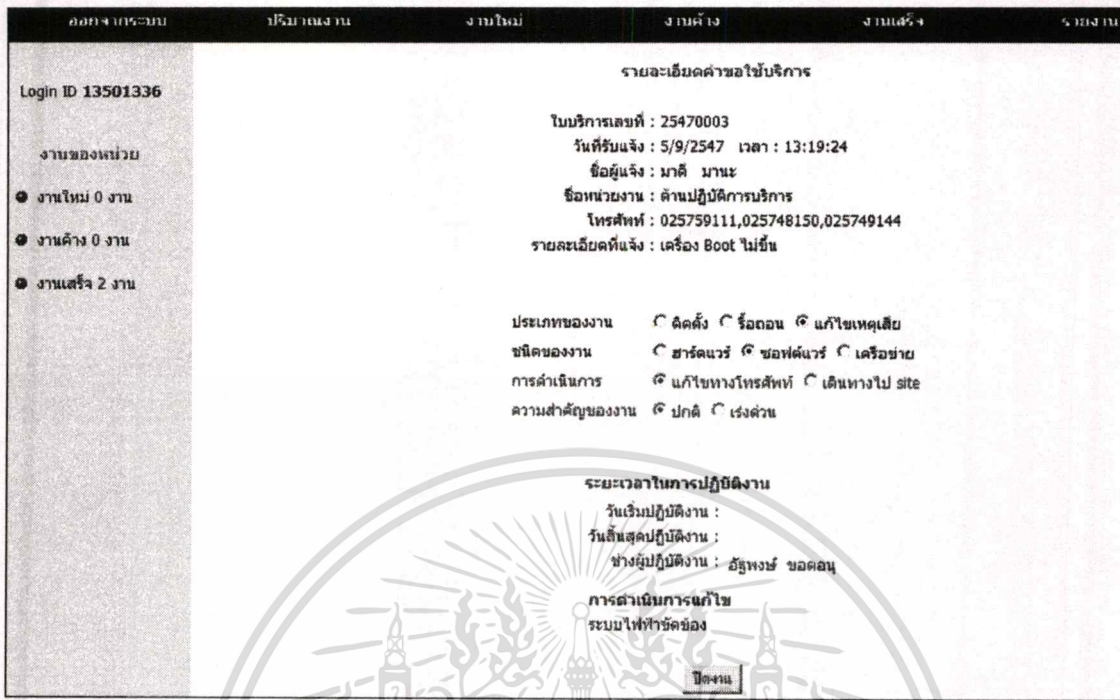 ออกจากระบบ ปริมาณงาน งานใหม่ งานค้าง งานเสร็จ รายงาน
Login ID 13501336
งานของหน่วย
งานใหม่ 0 งาน
งานค้าง 0 งาน
งานเสร็จ 2 งาน
รายละเอียดคำขอใช้บริการ
ใบบริการเลขที่ : 25470003
วันที่รับแจ้ง : 5/9/2547 เวลา : 13:19:24
ชื่อผู้แจ้ง : มาดี มานะ
ชื่อหน่วยงาน : ด้านปฏิบัติการบริการ
โทรศัพท์ : 025759111,025748150,025749144
รายละเอียดที่แจ้ง : เครื่อง Boot ไม่ขึ้น
ประเภทของงาน ติดตั้ง รื้อถอน แก้ไขเหตุเสีย
ชนิดของงาน ฮาร์ดแวร์ ซอฟต์แวร์ เครือข่าย
การดำเนินการ แก้ไขทางโทรศัพท์ เดินทางไป site
ความสำคัญของงาน ปกติ เร่งด่วน
ระยะเวลาในการปฏิบัติงาน
วันเริ่มปฏิบัติงาน :
วันสิ้นสุดปฏิบัติงาน :
ช่างผู้ปฏิบัติงาน : อัฐพงษ์ ขอดอนุ
การดำเนินการแก้ไข
ระบบไฟฟ้าขัดข้อง
ปิดงาน